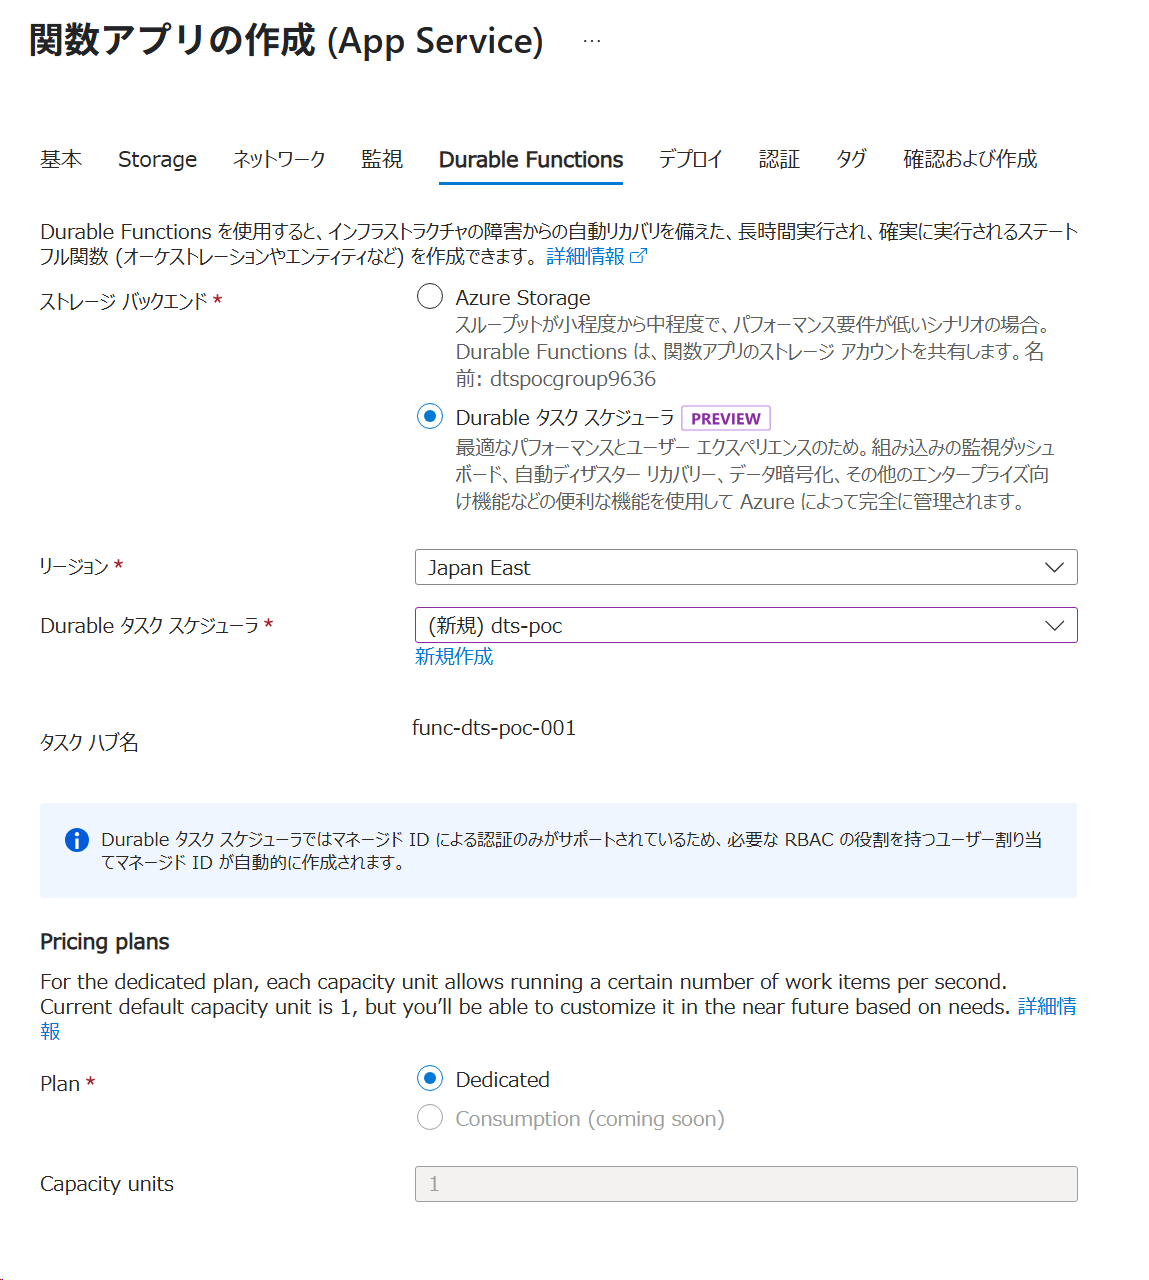 関数アプリの作成 (App Service) ...
基本 Storage ネットワーク 監視 Durable Functions デプロイ 認証 タグ 確認および作成
Durable Functions を使用すると、インフラストラクチャの障害からの自動リカバリを備えた、長時間実行され、確実に実行されるステート
フル関数 (オーケストレーションやエンティティなど) を作成できます。 詳細情報
ストレージ バックエンド *
Azure Storage
スループットが小程度から中程度で、パフォーマンス要件が低いシナリオの場合。
Durable Functions は、関数アプリのストレージ アカウントを共有します。名
前: dtspocgroup9636
Durable タスク スケジューラ PREVIEW
最適なパフォーマンスとユーザー エクスペリエンスのため。組み込みの監視ダッシュ
ボード、自動ディザスター リカバリー、データ暗号化、その他のエンタープライズ向
け機能などの便利な機能を使用して Azure によって完全に管理されます。
リージョン * Japan East
Durable タスク スケジューラ * (新規) dts-poc
新規作成
タスク ハブ名 func-dts-poc-001
Durable タスク スケジューラではマネージド ID による認証のみがサポートされているため、必要な RBAC の役割を持つユーザー割り当
てマネージド ID が自動的に作成されます。
Pricing plans
For the dedicated plan, each capacity unit allows running a certain number of work items per second.
Current default capacity unit is 1, but you’ll be able to customize it in the near future based on needs. 詳細情
報
Plan * Dedicated
Consumption (coming soon)
Capacity units 1